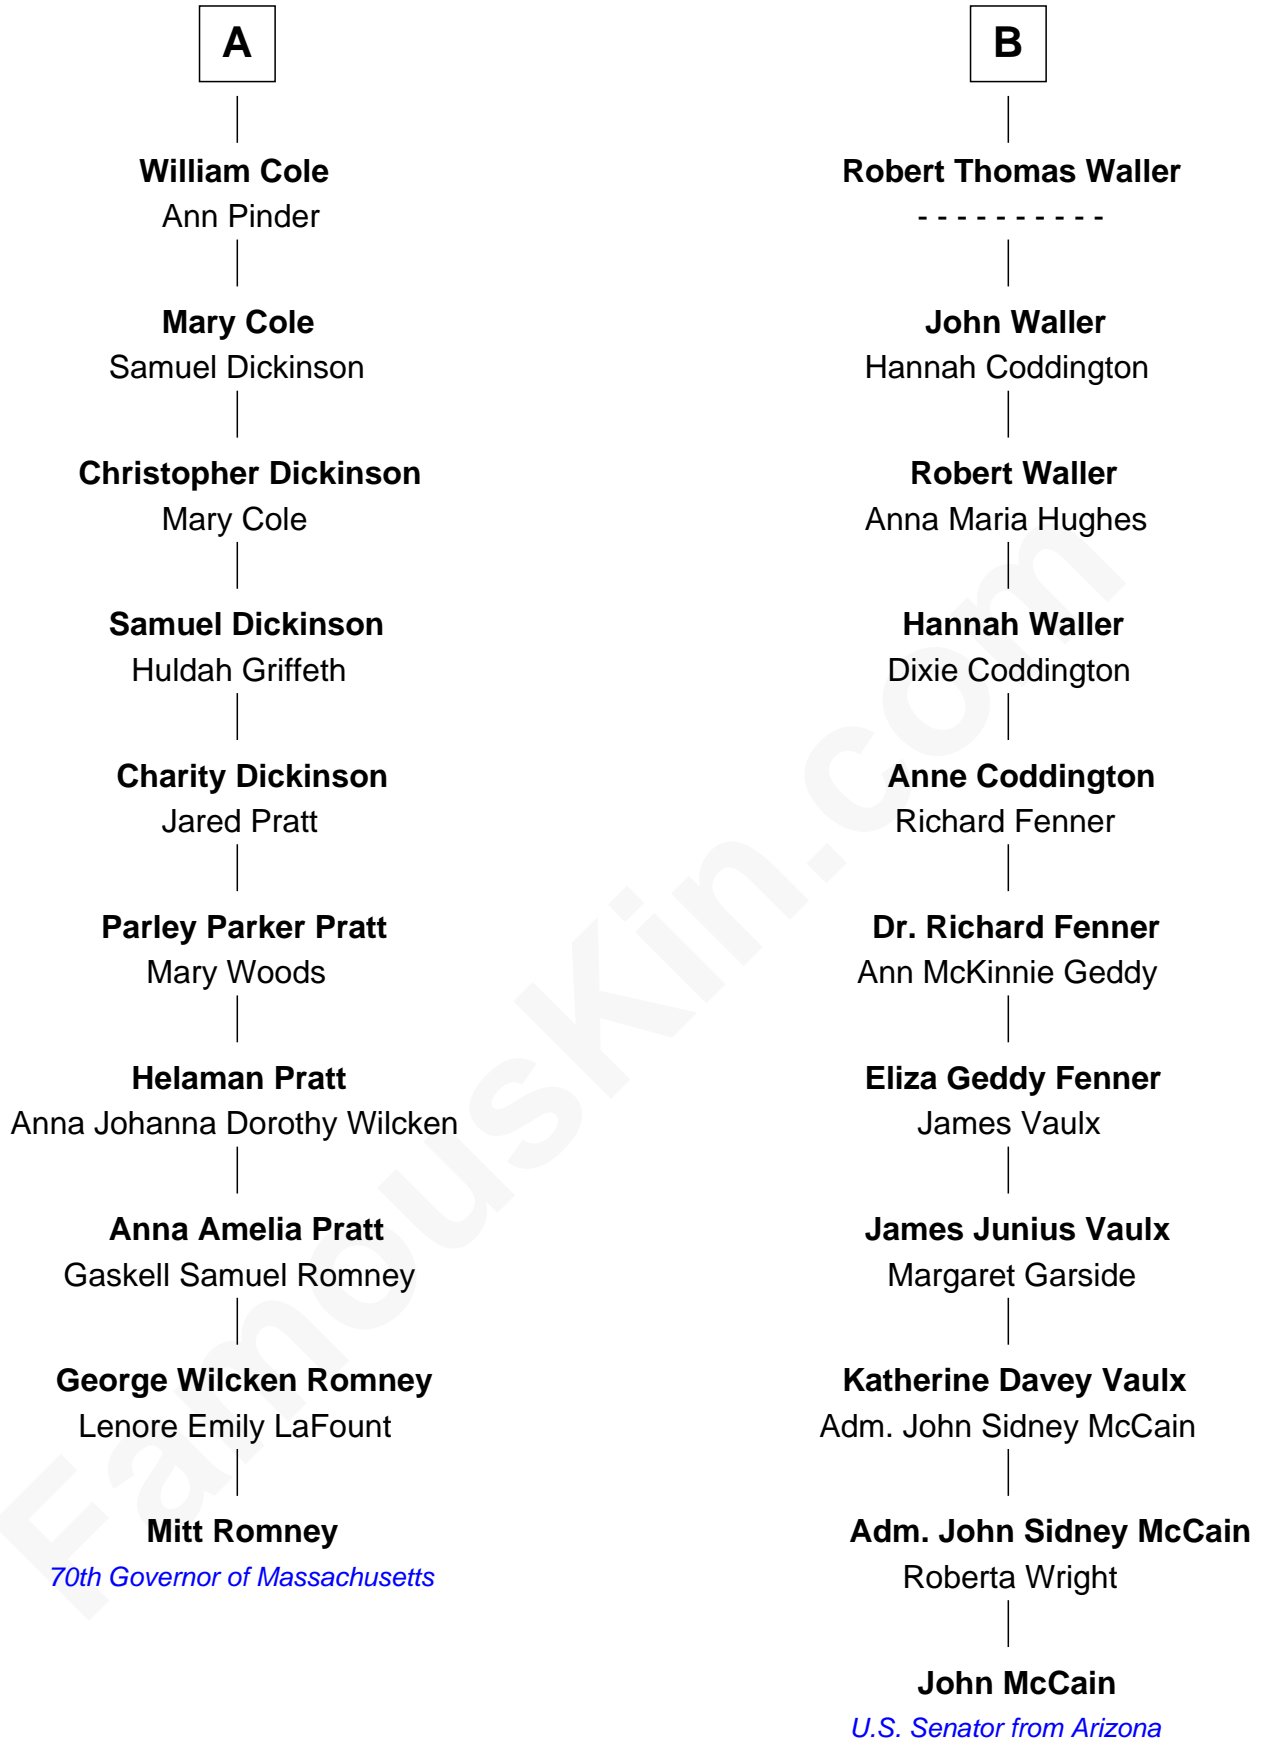 A
William Cole
Ann Pinder
Mary Cole
Samuel Dickinson
Christopher Dickinson
Mary Cole
Samuel Dickinson
Huldah Griffeth
Charity Dickinson
Jared Pratt
Parley Parker Pratt
Mary Woods
Helaman Pratt
Anna Johanna Dorothy Wilcken
Anna Amelia Pratt
Gaskell Samuel Romney
George Wilcken Romney
Lenore Emily LaFount
Mitt Romney
70th Governor of Massachusetts
B
Robert Thomas Waller
- - - - - - - - - -
John Waller
Hannah Coddington
Robert Waller
Anna Maria Hughes
Hannah Waller
Dixie Coddington
Anne Coddington
Richard Fenner
Dr. Richard Fenner
Ann McKinnie Geddy
Eliza Geddy Fenner
James Vaulx
James Junius Vaulx
Margaret Garside
Katherine Davey Vaulx
Adm. John Sidney McCain
Adm. John Sidney McCain
Roberta Wright
John McCain
U.S. Senator from Arizona
FamousKin.com